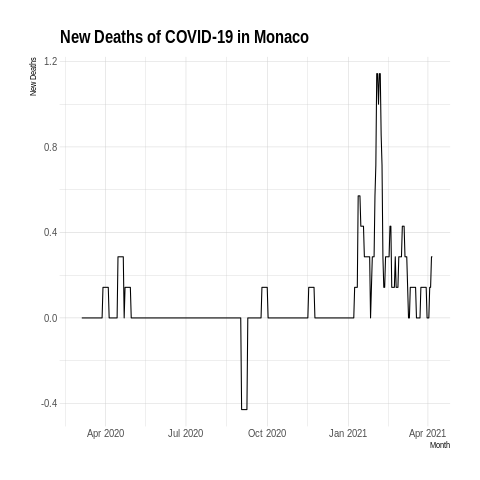 New Deaths of COVID-19 in Monaco
New Deaths
1.2
0.8
0.4
0.0
-0.4
Apr 2020
Jul 2020
Oct 2020
Jan 2021
Apr 2021
Month